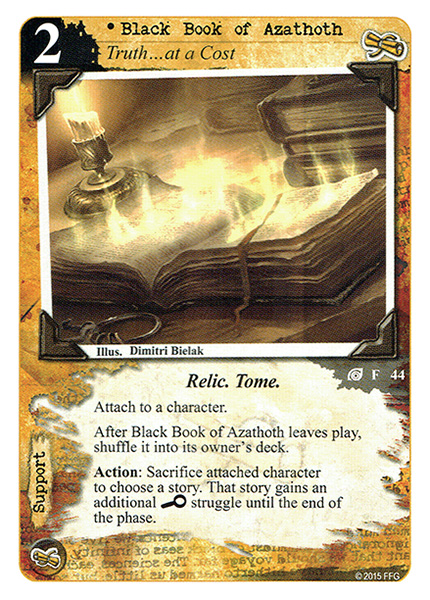 2
• Black Book of Azathoth
Truth...at a Cost
Illus. Dimitri Bielak
Relic. Tome.
F 44
Attach to a character.
After Black Book of Azathoth leaves play,
shuffle it into its owner's deck.
Action: Sacrifice attached character
to choose a story. That story gains an
additional struggle until the end of
the phase.
Support
© 2015 FFG